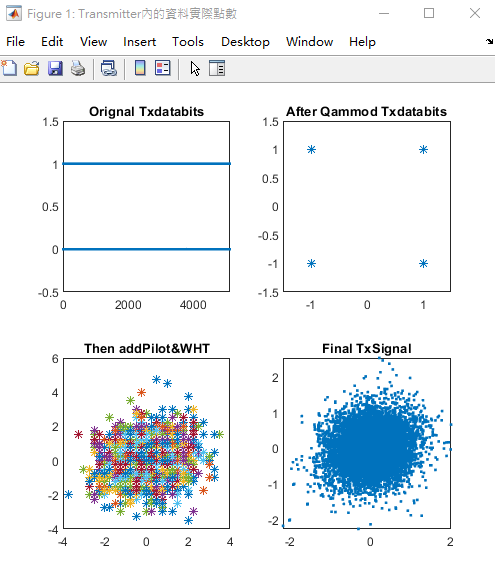 Figure 1: Transmitter內的資料實際點數
File Edit View Insert Tools Desktop Window Help
Orignal Txdatabits
1.5
1
0.5
0
-0.5
0 2000 4000
After Qammod Txdatabits
1.5
1
0.5
0
-0.5
-1
-1.5
-1 0 1
Then addPilot&WHT
6
4
2
0
-2
-4
-4 -2 0 2 4
Final TxSignal
2
1
0
-1
-2
-2 0 2